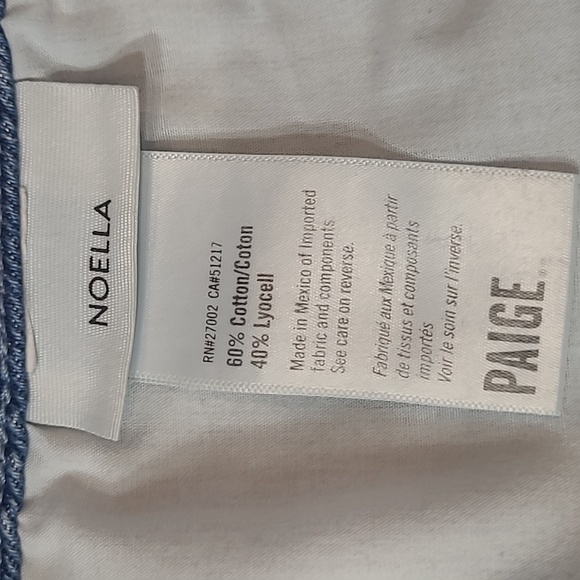 NOELLA
RN#27002 CA#51217
60% Cotton/Coton
40% Lyocell
Made in Mexico of Imported
fabric and components
See care on reverse.
Fabriqué aux Mexique à partir
de tissus et composants
importes
Voir le soin sur l'inverse.
PAIGE